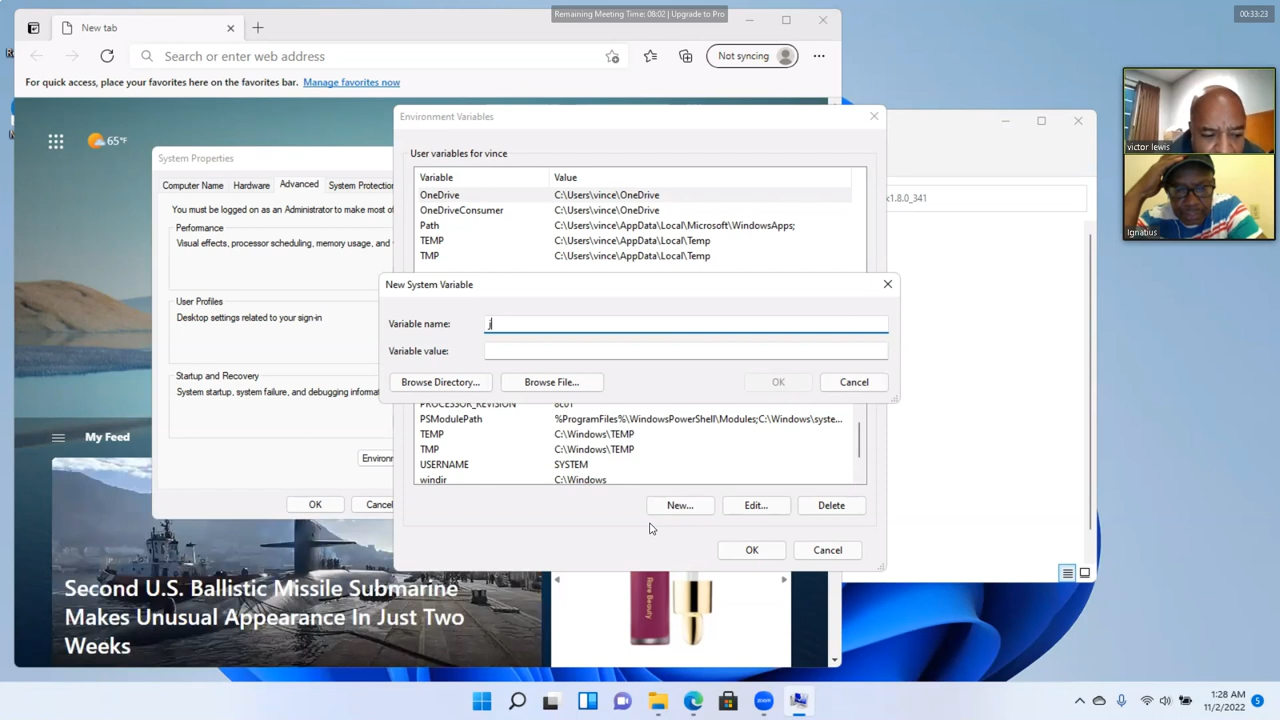 Remaining Meeting Time: 08:02 | Upgrade to Pro
00:33:23
New tab
Search or enter web address
Not syncing
For quick access, place your favorites here on the favorites bar. Manage favorites now
65°F
Environment Variables
User variables for vince
Variable Value
OneDrive C:\Users\vince\OneDrive
OneDriveConsumer C:\Users\vince\OneDrive
Path C:\Users\vince\AppData\Local\Microsoft\WindowsApps;
TEMP C:\Users\vince\AppData\Local\Temp
TMP C:\Users\vince\AppData\Local\Temp
System Properties
Computer Name Hardware Advanced System Protection
You must be logged on as an Administrator to make most of
Performance
Visual effects, processor scheduling, memory usage, and
User Profiles
Desktop settings related to your sign-in
Startup and Recovery
System startup, system failure, and debugging informa
Environ
OK Cancel
New System Variable
Variable name: j
Variable value:
Browse Directory... Browse File... OK Cancel
PROCESSOR_REVISION 8c01
PSModulePath %ProgramFiles%\WindowsPowerShell\Modules;C:\Windows\syste...
TEMP C:\Windows\TEMP
TMP C:\Windows\TEMP
USERNAME SYSTEM
windir C:\Windows
New... Edit... Delete
OK Cancel
x1.8.0_341
victor lewis
Ignatius
My Feed
Second U.S. Ballistic Missile Submarine
Makes Unusual Appearance In Just Two
Weeks
Rare Beauty
zoom
1:28 AM
11/2/2022
5